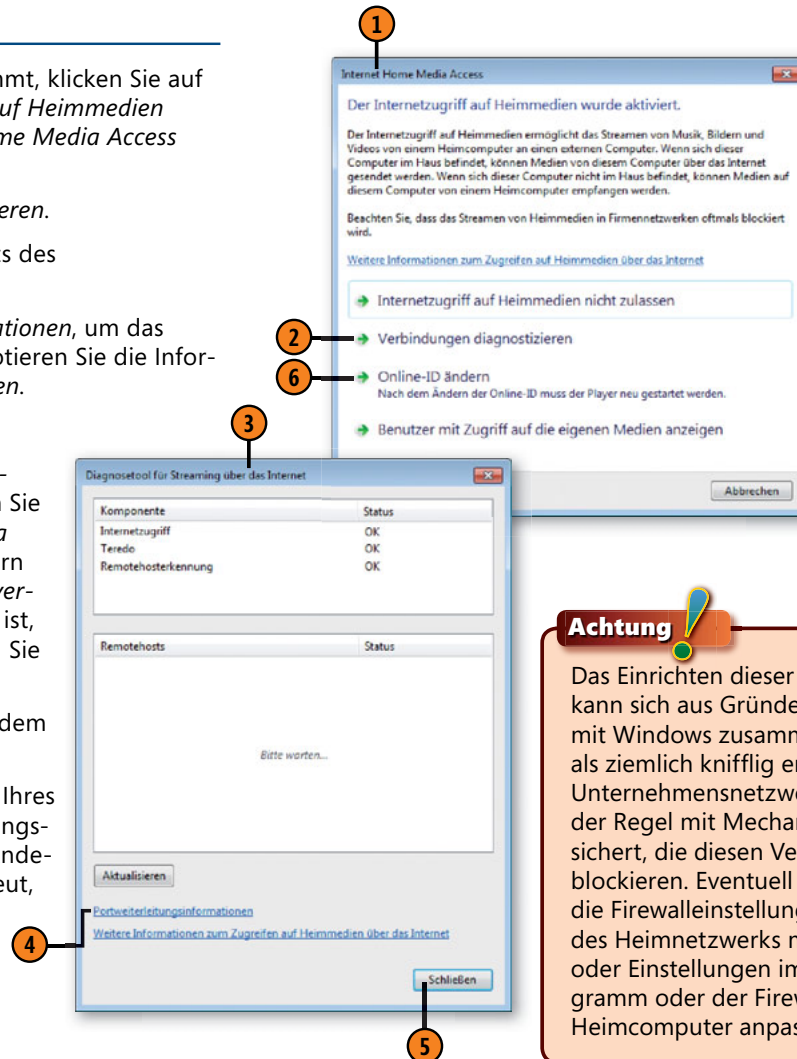 mmt, klicken Sie auf
uf Heimmedien
me Media Access
eren.
s des
ationen, um das
otieren Sie die Infor-
en.
–
Sie
a
rn
ver-
ist,
Sie
dem
Ihres
ngs-
nde-
eut,
1
Internet Home Media Access
Der Internetzugriff auf Heimmedien wurde aktiviert.
Der Internetzugriff auf Heimmedien ermöglicht das Streamen von Musik, Bildern und
Videos von einem Heimcomputer an einen externen Computer. Wenn sich dieser
Computer im Haus befindet, können Medien von diesem Computer über das Internet
gesendet werden. Wenn sich dieser Computer nicht im Haus befindet, können Medien auf
diesem Computer von einem Heimcomputer empfangen werden.
Beachten Sie, dass das Streamen von Heimmedien in Firmennetzwerken oftmals blockiert
wird.
Weitere Informationen zum Zugreifen auf Heimmedien über das Internet
Internetzugriff auf Heimmedien nicht zulassen
2
Verbindungen diagnostizieren
6
Online-ID ändern
Nach dem Ändern der Online-ID muss der Player neu gestartet werden.
Benutzer mit Zugriff auf die eigenen Medien anzeigen
Abbrechen
3
Diagnosetool für Streaming über das Internet
Komponente Status
Internetzugriff OK
Teredo OK
Remotehosterkennung OK
Remotehosts Status
Bitte warten...
Aktualisieren
4
Portweiterleitungsinformationen
Weitere Informationen zum Zugreifen auf Heimmedien über das Internet
Schließen
5
Achtung
Das Einrichten dieser
kann sich aus Gründe
mit Windows zusamm
als ziemlich knifflig er
Unternehmensnetzwe
der Regel mit Mechar
sichert, die diesen Ve
blockieren. Eventuell
die Firewalleinstellung
des Heimnetzwerks n
oder Einstellungen im
gramm oder der Firew
Heimcomputer anpas